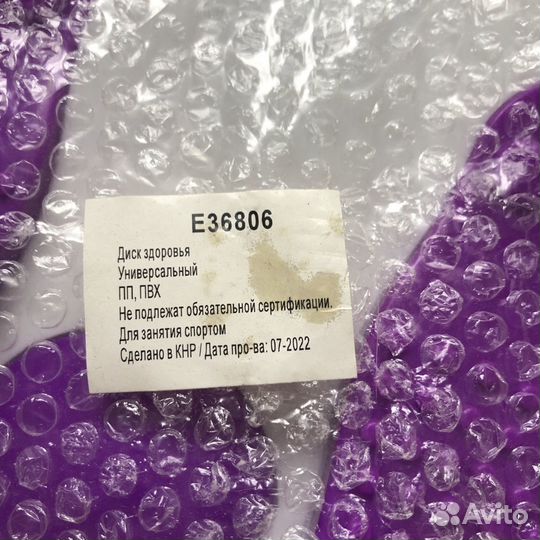 E36806
Диск здоровья
Универсальный
ПП, ПВХ
Не подлежат обязательной сертификации.
Для занятия спортом
Сделано в КНР / Дата про-ва: 07-2022
Avito